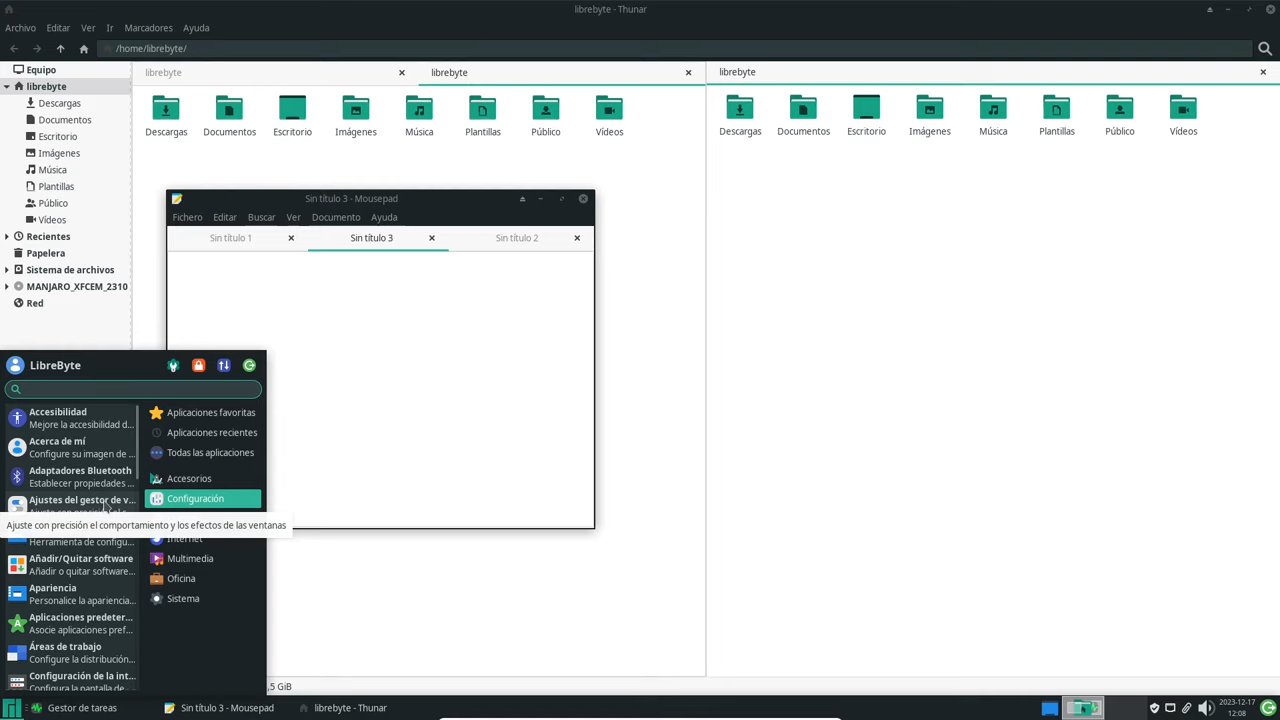 librebyte - Thunar
Archivo Editar Ver Ir Marcadores Ayuda
/home/librebyte/
Equipo
librebyte
Descargas
Documentos
Escritorio
Imágenes
Música
Plantillas
Público
Vídeos
Recientes
Papelera
Sistema de archivos
MANJARO_XFCEM_2310
Red
librebyte librebyte
Descargas Documentos Escritorio Imágenes Música Plantillas Público Vídeos
librebyte
Descargas Documentos Escritorio Imágenes Música Plantillas Público Vídeos
Sin título 3 - Mousepad
Fichero Editar Buscar Ver Documento Ayuda
Sin título 1 Sin título 3 Sin título 2
LibreByte
Accesibilidad
Mejore la accesibilidad d...
Acerca de mí
Configure su imagen de ...
Adaptadores Bluetooth
Establecer propiedades ...
Ajustes del gestor de v...
Ajuste con precisión el comportamiento y los efectos de las ventanas
Herramienta de configu...
Añadir/Quitar software
Añadir o quitar software...
Apariencia
Personalice la apariencia...
Aplicaciones predeter...
Asocie aplicaciones pref...
Áreas de trabajo
Configure la distribución...
Configuración de la int...
Configura la pantalla de...
Aplicaciones favoritas
Aplicaciones recientes
Todas las aplicaciones
Accesorios
Configuración
Internet
Multimedia
Oficina
Sistema
,5 GiB
Gestor de tareas Sin título 3 - Mousepad librebyte - Thunar
2023-12-17
12:08